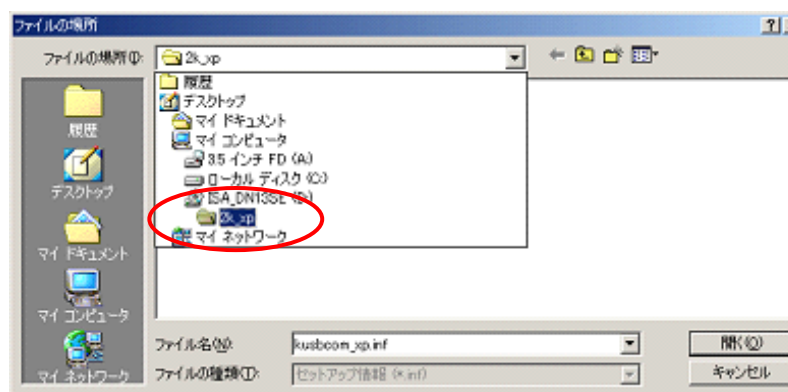 ファイルの場所
ファイルの場所(I): 2k_xp
履歴
デスクトップ
マイ ドキュメント
マイ コンピュータ
3.5 インチ FD (A:)
ローカル ディスク (C:)
ISA_DN13SE (D:)
2k_xp
マイ ネットワーク
履歴
デスクトップ
マイ ドキュメント
マイ コンピュータ
マイ ネットワーク
ファイル名(N): kusbcom_xp.inf 開く(O)
ファイルの種類(T): セットアップ情報 (*.inf) キャンセル